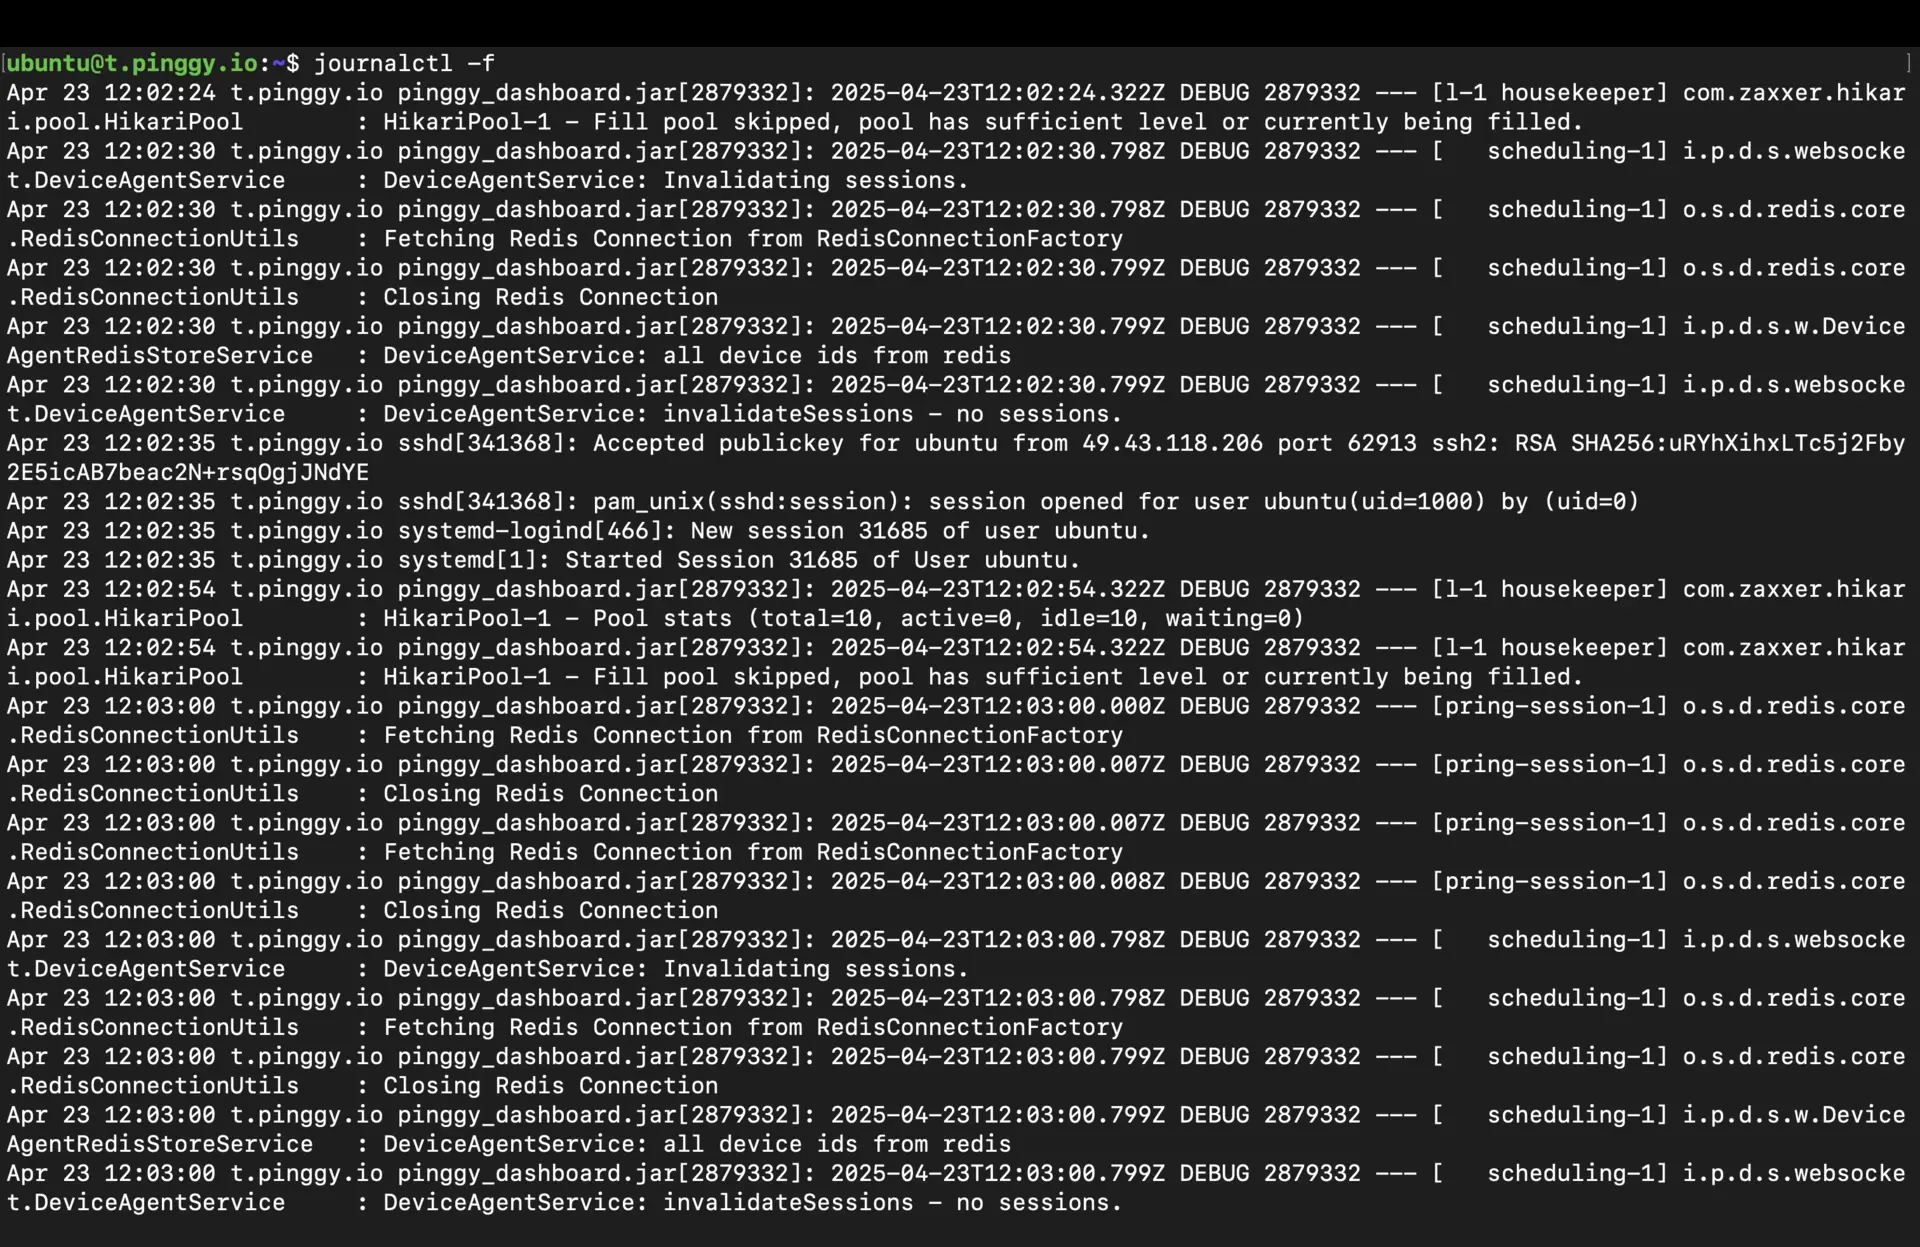 [ubuntu@t.pinggy.io:~$ journalctl -f ]
Apr 23 12:02:24 t.pinggy.io pinggy_dashboard.jar[2879332]: 2025-04-23T12:02:24.322Z DEBUG 2879332 --- [l-1 housekeeper] com.zaxxer.hikar
i.pool.HikariPool        : HikariPool-1 - Fill pool skipped, pool has sufficient level or currently being filled.
Apr 23 12:02:30 t.pinggy.io pinggy_dashboard.jar[2879332]: 2025-04-23T12:02:30.798Z DEBUG 2879332 --- [   scheduling-1] i.p.d.s.websocke
t.DeviceAgentService     : DeviceAgentService: Invalidating sessions.
Apr 23 12:02:30 t.pinggy.io pinggy_dashboard.jar[2879332]: 2025-04-23T12:02:30.798Z DEBUG 2879332 --- [   scheduling-1] o.s.d.redis.core
.RedisConnectionUtils    : Fetching Redis Connection from RedisConnectionFactory
Apr 23 12:02:30 t.pinggy.io pinggy_dashboard.jar[2879332]: 2025-04-23T12:02:30.799Z DEBUG 2879332 --- [   scheduling-1] o.s.d.redis.core
.RedisConnectionUtils    : Closing Redis Connection
Apr 23 12:02:30 t.pinggy.io pinggy_dashboard.jar[2879332]: 2025-04-23T12:02:30.799Z DEBUG 2879332 --- [   scheduling-1] i.p.d.s.w.Device
AgentRedisStoreService   : DeviceAgentService: all device ids from redis
Apr 23 12:02:30 t.pinggy.io pinggy_dashboard.jar[2879332]: 2025-04-23T12:02:30.799Z DEBUG 2879332 --- [   scheduling-1] i.p.d.s.websocke
t.DeviceAgentService     : DeviceAgentService: invalidateSessions - no sessions.
Apr 23 12:02:35 t.pinggy.io sshd[341368]: Accepted publickey for ubuntu from 49.43.118.206 port 62913 ssh2: RSA SHA256:uRYhXihxLTc5j2Fby
2E5icAB7beac2N+rsqOgjJNdYE
Apr 23 12:02:35 t.pinggy.io sshd[341368]: pam_unix(sshd:session): session opened for user ubuntu(uid=1000) by (uid=0)
Apr 23 12:02:35 t.pinggy.io systemd-logind[466]: New session 31685 of user ubuntu.
Apr 23 12:02:35 t.pinggy.io systemd[1]: Started Session 31685 of User ubuntu.
Apr 23 12:02:54 t.pinggy.io pinggy_dashboard.jar[2879332]: 2025-04-23T12:02:54.322Z DEBUG 2879332 --- [l-1 housekeeper] com.zaxxer.hikar
i.pool.HikariPool        : HikariPool-1 - Pool stats (total=10, active=0, idle=10, waiting=0)
Apr 23 12:02:54 t.pinggy.io pinggy_dashboard.jar[2879332]: 2025-04-23T12:02:54.322Z DEBUG 2879332 --- [l-1 housekeeper] com.zaxxer.hikar
i.pool.HikariPool        : HikariPool-1 - Fill pool skipped, pool has sufficient level or currently being filled.
Apr 23 12:03:00 t.pinggy.io pinggy_dashboard.jar[2879332]: 2025-04-23T12:03:00.000Z DEBUG 2879332 --- [pring-session-1] o.s.d.redis.core
.RedisConnectionUtils    : Fetching Redis Connection from RedisConnectionFactory
Apr 23 12:03:00 t.pinggy.io pinggy_dashboard.jar[2879332]: 2025-04-23T12:03:00.007Z DEBUG 2879332 --- [pring-session-1] o.s.d.redis.core
.RedisConnectionUtils    : Closing Redis Connection
Apr 23 12:03:00 t.pinggy.io pinggy_dashboard.jar[2879332]: 2025-04-23T12:03:00.007Z DEBUG 2879332 --- [pring-session-1] o.s.d.redis.core
.RedisConnectionUtils    : Fetching Redis Connection from RedisConnectionFactory
Apr 23 12:03:00 t.pinggy.io pinggy_dashboard.jar[2879332]: 2025-04-23T12:03:00.008Z DEBUG 2879332 --- [pring-session-1] o.s.d.redis.core
.RedisConnectionUtils    : Closing Redis Connection
Apr 23 12:03:00 t.pinggy.io pinggy_dashboard.jar[2879332]: 2025-04-23T12:03:00.798Z DEBUG 2879332 --- [   scheduling-1] i.p.d.s.websocke
t.DeviceAgentService     : DeviceAgentService: Invalidating sessions.
Apr 23 12:03:00 t.pinggy.io pinggy_dashboard.jar[2879332]: 2025-04-23T12:03:00.798Z DEBUG 2879332 --- [   scheduling-1] o.s.d.redis.core
.RedisConnectionUtils    : Fetching Redis Connection from RedisConnectionFactory
Apr 23 12:03:00 t.pinggy.io pinggy_dashboard.jar[2879332]: 2025-04-23T12:03:00.799Z DEBUG 2879332 --- [   scheduling-1] o.s.d.redis.core
.RedisConnectionUtils    : Closing Redis Connection
Apr 23 12:03:00 t.pinggy.io pinggy_dashboard.jar[2879332]: 2025-04-23T12:03:00.799Z DEBUG 2879332 --- [   scheduling-1] i.p.d.s.w.Device
AgentRedisStoreService   : DeviceAgentService: all device ids from redis
Apr 23 12:03:00 t.pinggy.io pinggy_dashboard.jar[2879332]: 2025-04-23T12:03:00.799Z DEBUG 2879332 --- [   scheduling-1] i.p.d.s.websocke
t.DeviceAgentService     : DeviceAgentService: invalidateSessions - no sessions.